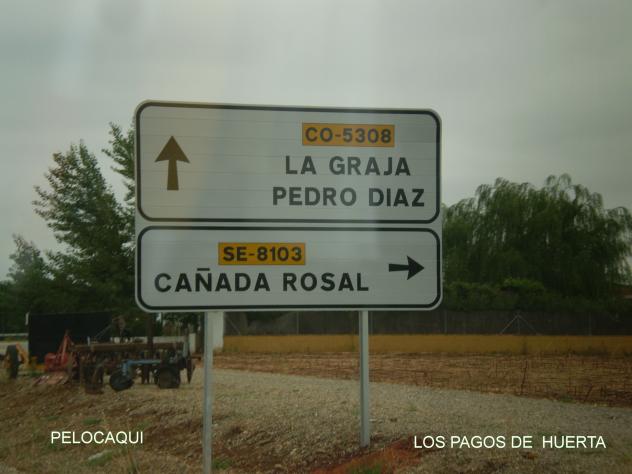 CO-5308
LA GRAJA
PEDRO DIAZ
SE-8103
CAÑADA ROSAL
PELOCAQUI
LOS PAGOS DE HUERTA